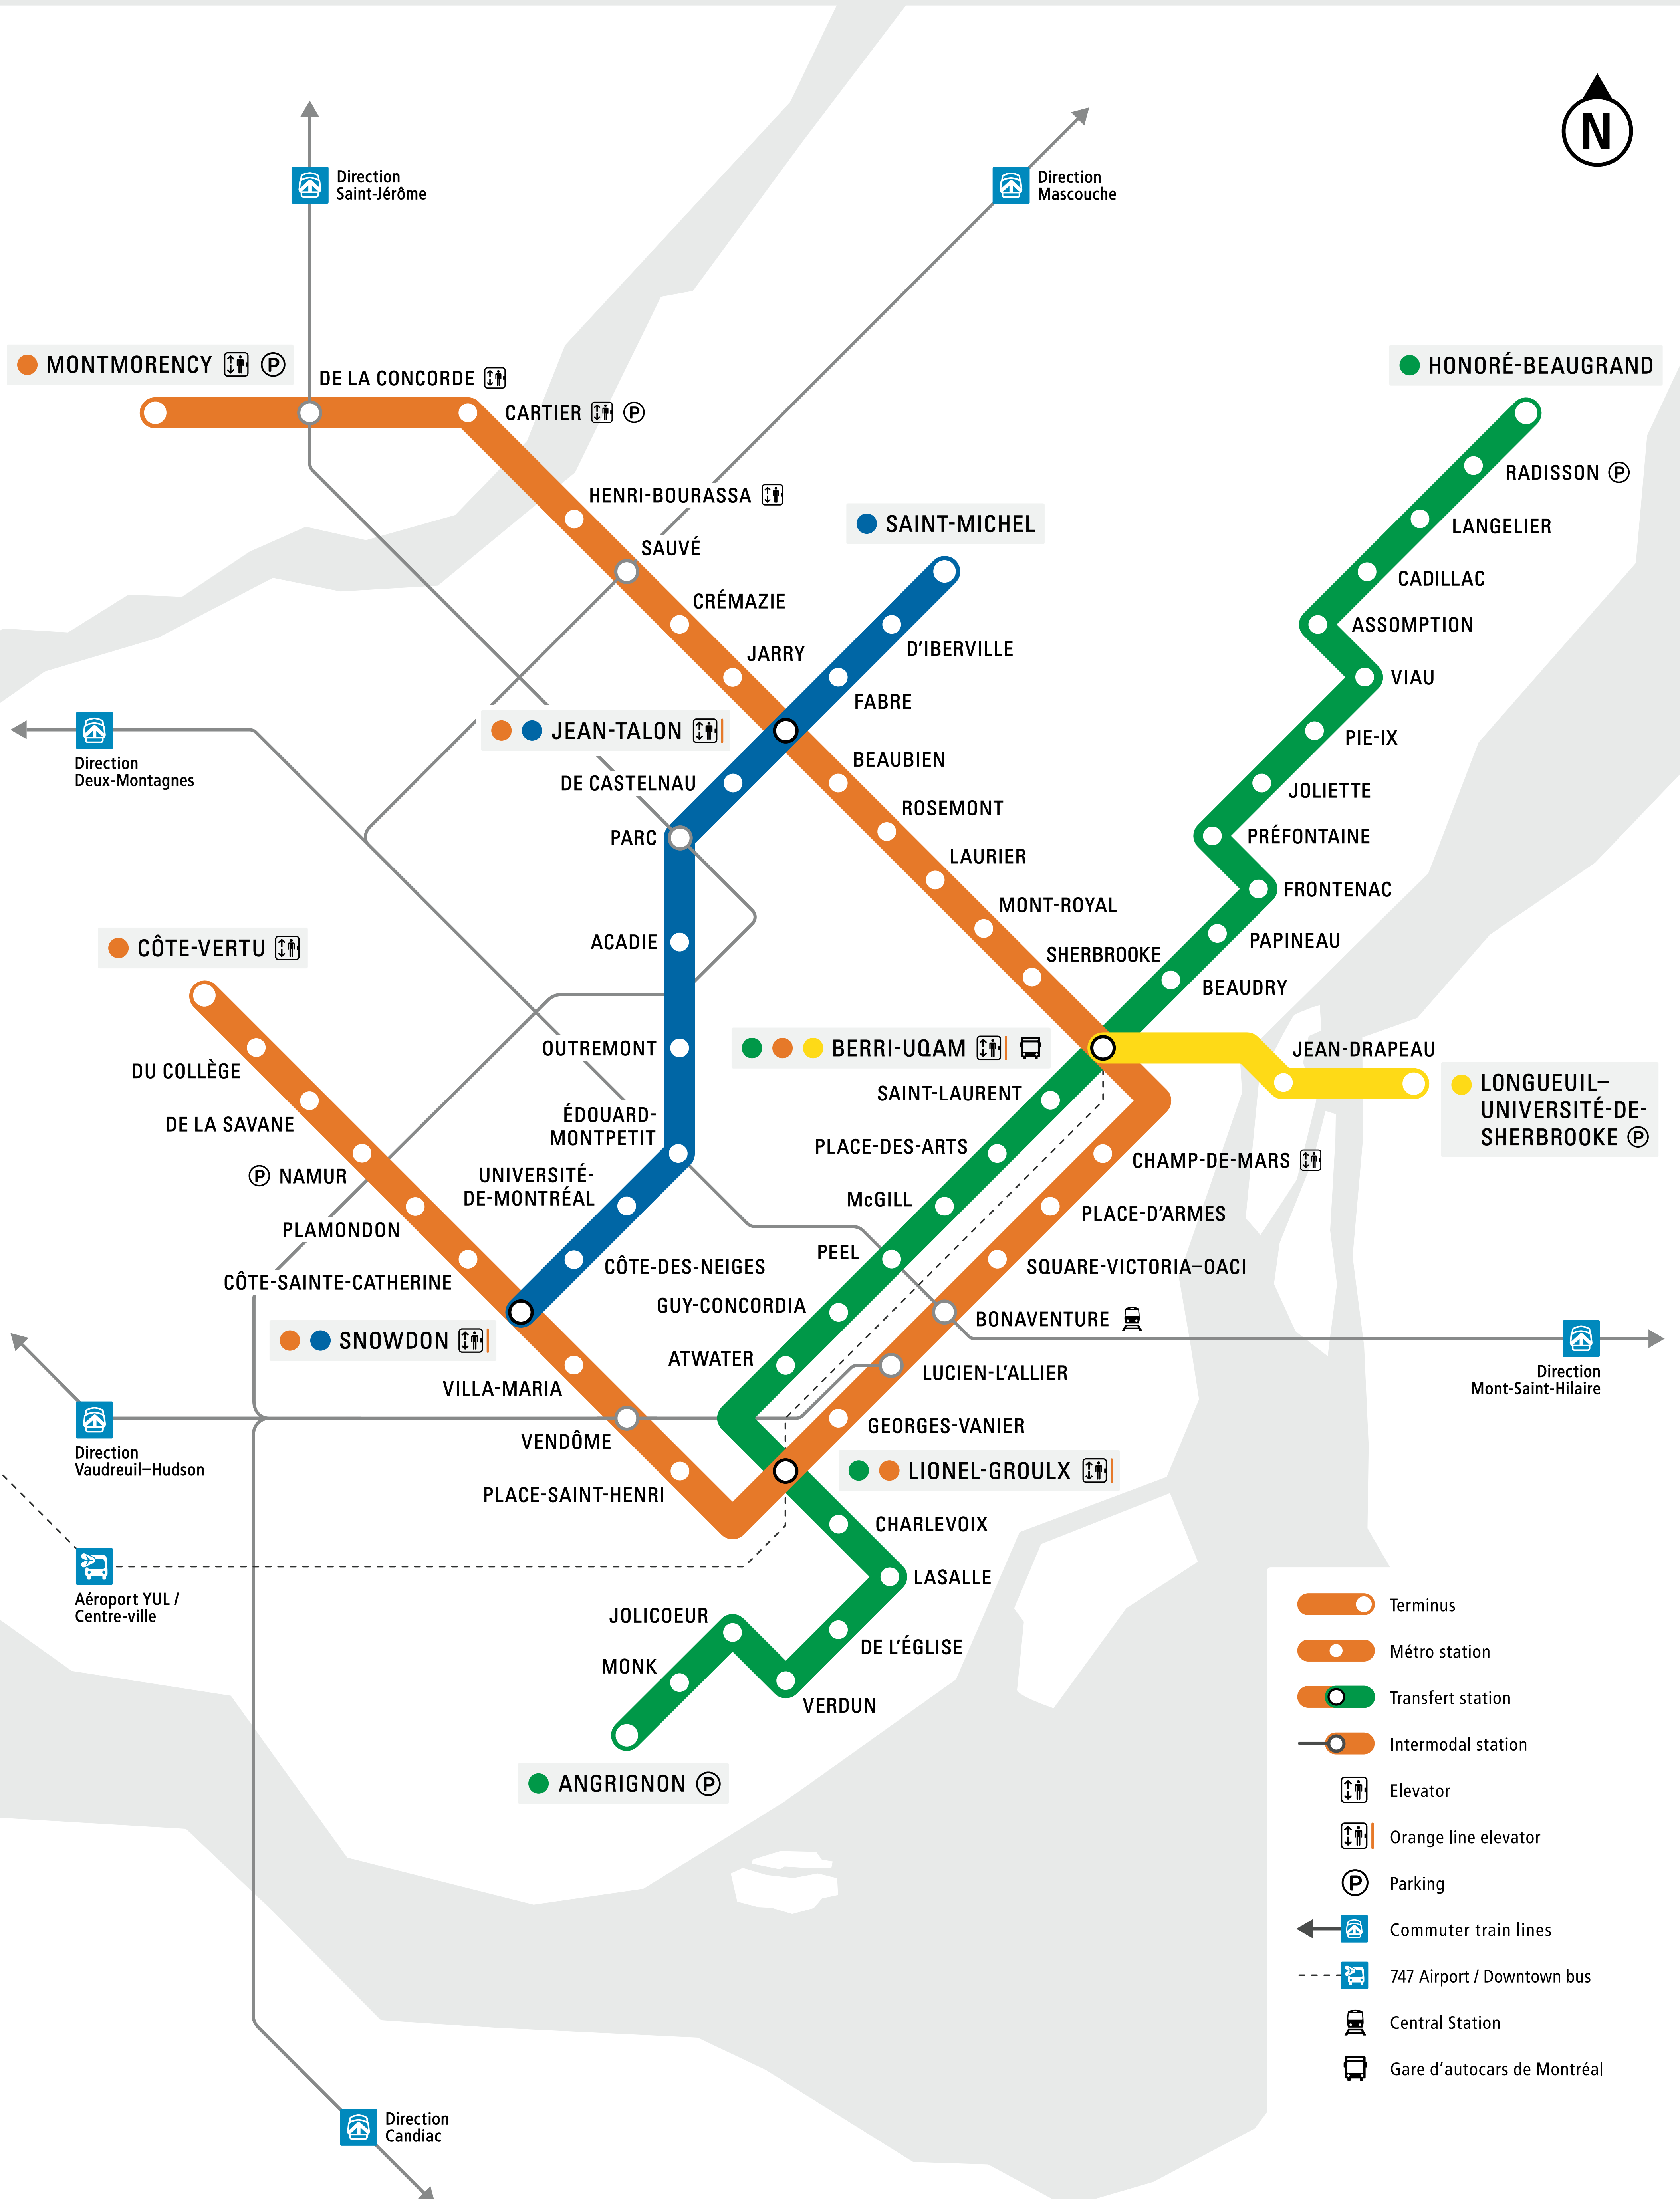 N
Direction
Saint-Jérôme
Direction
Mascouche
MONTMORENCY P
DE LA CONCORDE
CARTIER P
HONORÉ-BEAUGRAND
RADISSON P
HENRI-BOURASSA
SAINT-MICHEL
LANGELIER
SAUVÉ
CADILLAC
CRÉMAZIE
ASSOMPTION
JARRY
D'IBERVILLE
VIAU
FABRE
JEAN-TALON
PIE-IX
Direction
Deux-Montagnes
BEAUBIEN
DE CASTELNAU
JOLIETTE
ROSEMONT
PARC
PRÉFONTAINE
LAURIER
FRONTENAC
MONT-ROYAL
ACADIE
PAPINEAU
CÔTE-VERTU
SHERBROOKE
BEAUDRY
OUTREMONT
BERRI-UQAM
JEAN-DRAPEAU
DU COLLÈGE
LONGUEUIL–
UNIVERSITÉ-DE-
SHERBROOKE P
SAINT-LAURENT
DE LA SAVANE
ÉDOUARD-
MONTPETIT
PLACE-DES-ARTS
CHAMP-DE-MARS
P NAMUR
UNIVERSITÉ-
DE-MONTRÉAL
McGILL
PLACE-D'ARMES
PLAMONDON
PEEL
CÔTE-DES-NEIGES
SQUARE-VICTORIA–OACI
CÔTE-SAINTE-CATHERINE
GUY-CONCORDIA
BONAVENTURE
SNOWDON
ATWATER
LUCIEN-L'ALLIER
Direction
Mont-Saint-Hilaire
VILLA-MARIA
GEORGES-VANIER
VENDÔME
Direction
Vaudreuil–Hudson
LIONEL-GROULX
PLACE-SAINT-HENRI
CHARLEVOIX
LASALLE
Aéroport YUL /
Centre-ville
JOLICOEUR
DE L'ÉGLISE
MONK
VERDUN
ANGRIGNON P
Terminus
Métro station
Transfert station
Intermodal station
Elevator
Orange line elevator
P Parking
Commuter train lines
747 Airport / Downtown bus
Central Station
Gare d'autocars de Montréal
Direction
Candiac